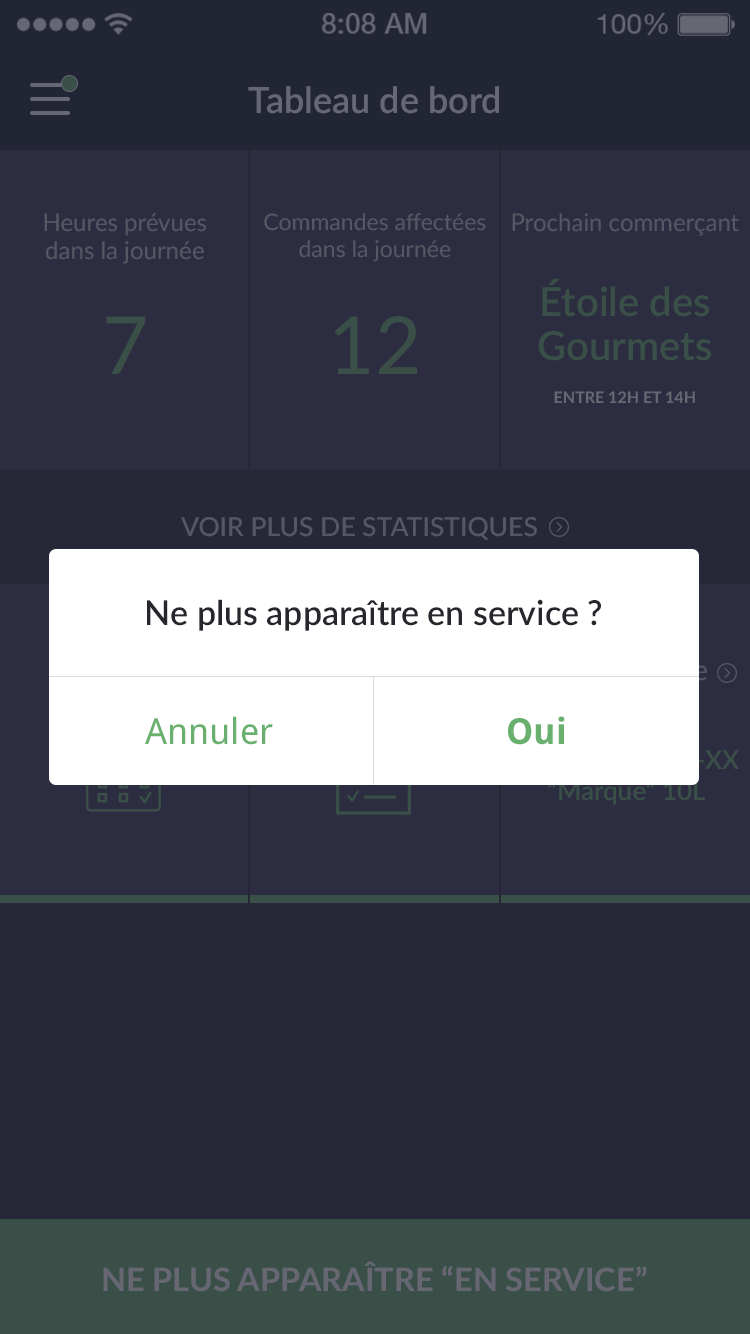 8:08 AM 100%
Tableau de bord
Heures prévues
dans la journée
7
Commandes affectées
dans la journée
12
Prochain commerçant
Étoile des
Gourmets
ENTRE 12H ET 14H
VOIR PLUS DE STATISTIQUES
Ne plus apparaître en service ?
Annuler
Oui
-XX
"Marque" 10L
NE PLUS APPARAÎTRE “EN SERVICE”